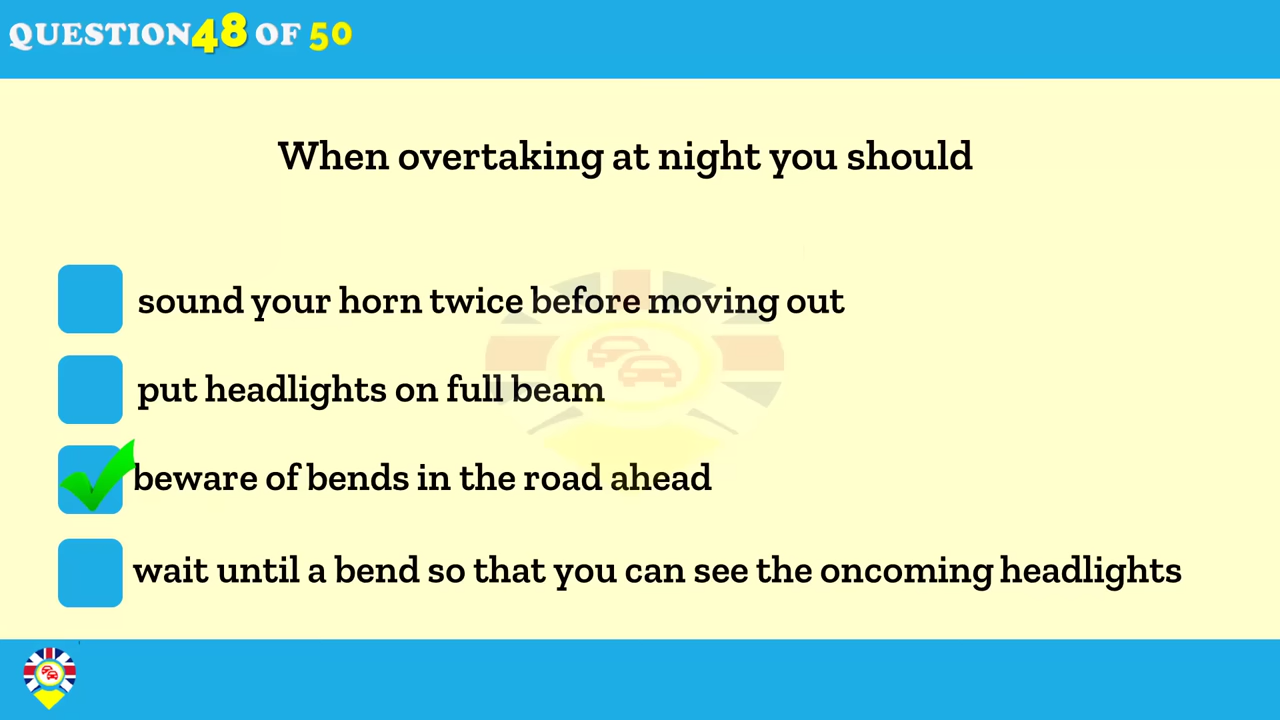 QUESTION 48 OF 50
When overtaking at night you should
sound your horn twice before moving out
put headlights on full beam
beware of bends in the road ahead
wait until a bend so that you can see the oncoming headlights